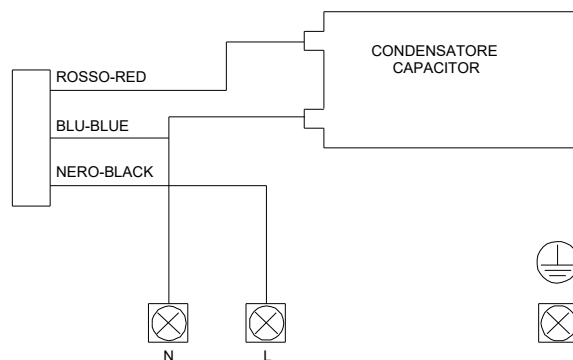 CONDENSATORE
CAPACITOR
ROSSO-RED
BLU-BLUE
NERO-BLACK
N
L